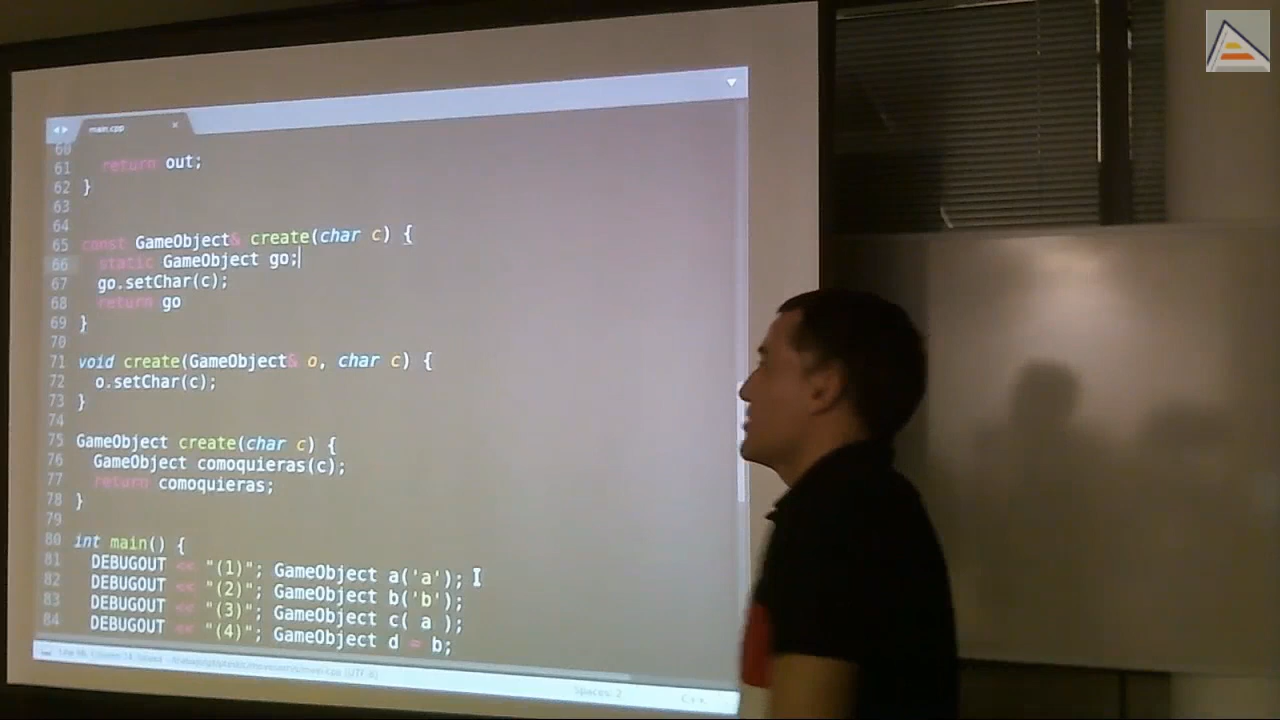 main.cpp ×
60
61 return out;
62 }
63
64
65 const GameObject& create(char c) {
66 static GameObject go;
67 go.setChar(c);
68 return go
69 }
70
71 void create(GameObject& o, char c) {
72 o.setChar(c);
73 }
74
75 GameObject create(char c) {
76 GameObject comoquieras(c);
77 return comoquieras;
78 }
79
80 int main() {
81 DEBUGOUT << "(1)"; GameObject a('a');
82 DEBUGOUT << "(2)"; GameObject b('b');
83 DEBUGOUT << "(3)"; GameObject c( a );
84 DEBUGOUT << "(4)"; GameObject d = b;
Spaces: 2 C++